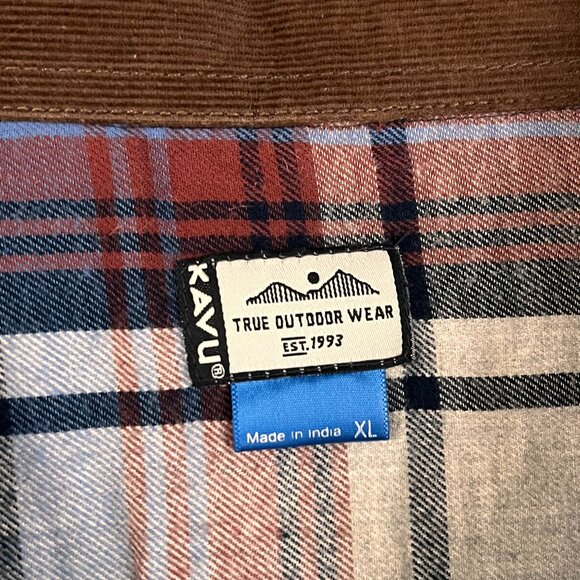 KAVU®
TRUE OUTDOOR WEAR
EST. 1993
Made in India XL